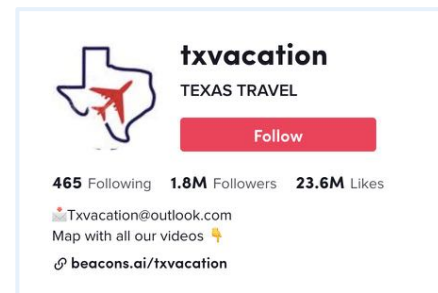 txvacation
TEXAS TRAVEL
Follow
465 Following 1.8M Followers 23.6M Likes
📩Txvacation@outlook.com
Map with all our videos 👇
beacons.ai/txvacation